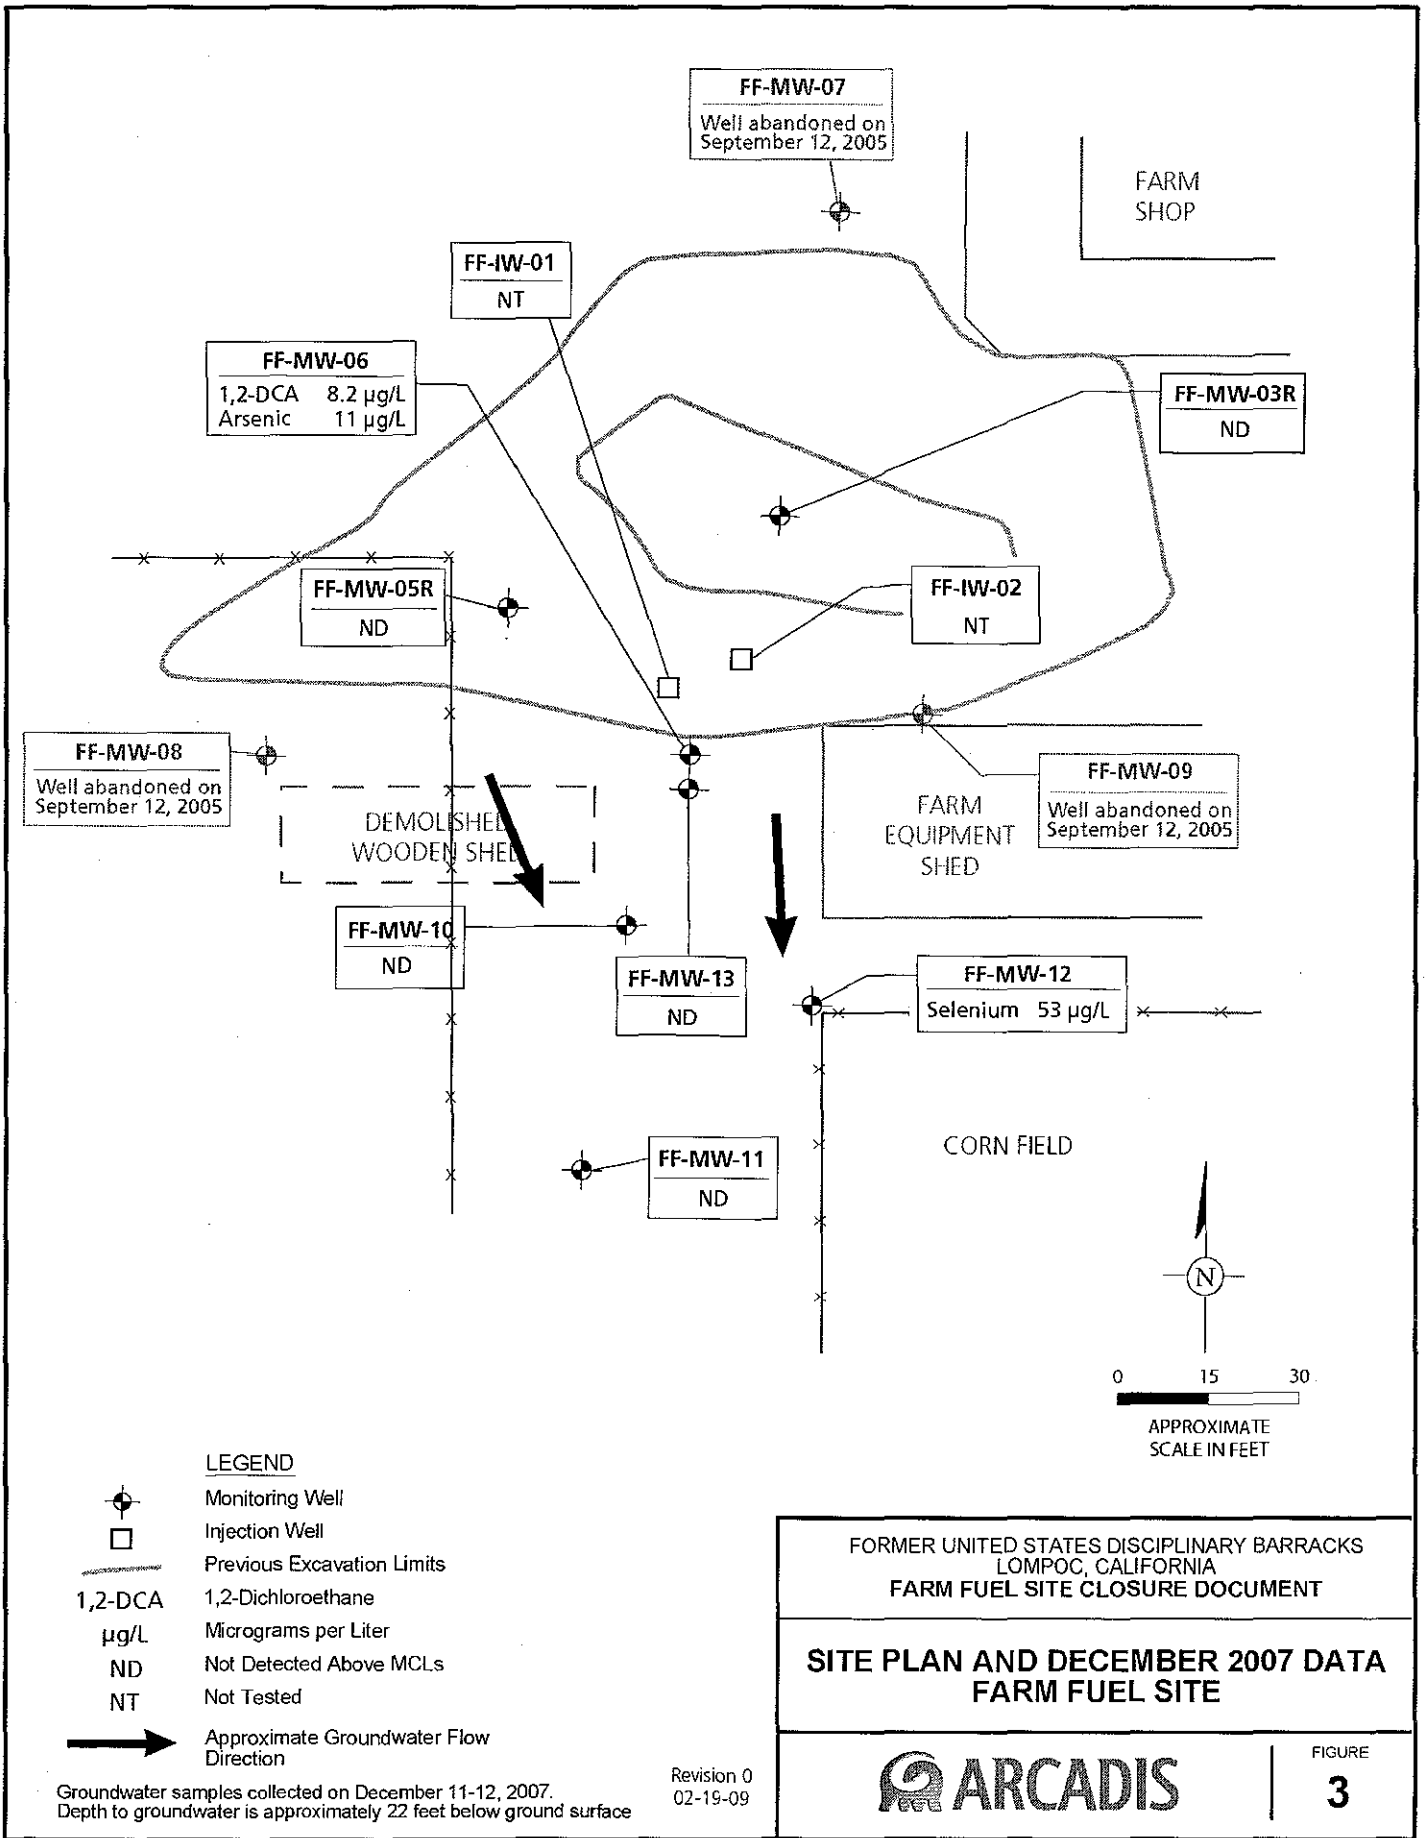 FF-MW-07
Well abandoned on
September 12, 2005
FARM
SHOP
FF-IW-01
NT
FF-MW-06
1,2-DCA 8.2 µg/L
Arsenic 11 µg/L
FF-MW-03R
ND
FF-MW-05R
ND
FF-IW-02
NT
FF-MW-08
Well abandoned on
September 12, 2005
DEMOLISHED
WOODEN SHED
FARM
EQUIPMENT
SHED
FF-MW-09
Well abandoned on
September 12, 2005
FF-MW-10
ND
FF-MW-13
ND
FF-MW-12
Selenium 53 µg/L
FF-MW-11
ND
CORN FIELD
N
0 15 30
APPROXIMATE
SCALE IN FEET
LEGEND
Monitoring Well
Injection Well
Previous Excavation Limits
1,2-DCA 1,2-Dichloroethane
µg/L Micrograms per Liter
ND Not Detected Above MCLs
NT Not Tested
Approximate Groundwater Flow
Direction
Groundwater samples collected on December 11-12, 2007.
Depth to groundwater is approximately 22 feet below ground surface
Revision 0
02-19-09
FORMER UNITED STATES DISCIPLINARY BARRACKS
LOMPOC, CALIFORNIA
FARM FUEL SITE CLOSURE DOCUMENT
SITE PLAN AND DECEMBER 2007 DATA
FARM FUEL SITE
ARCADIS
FIGURE
3